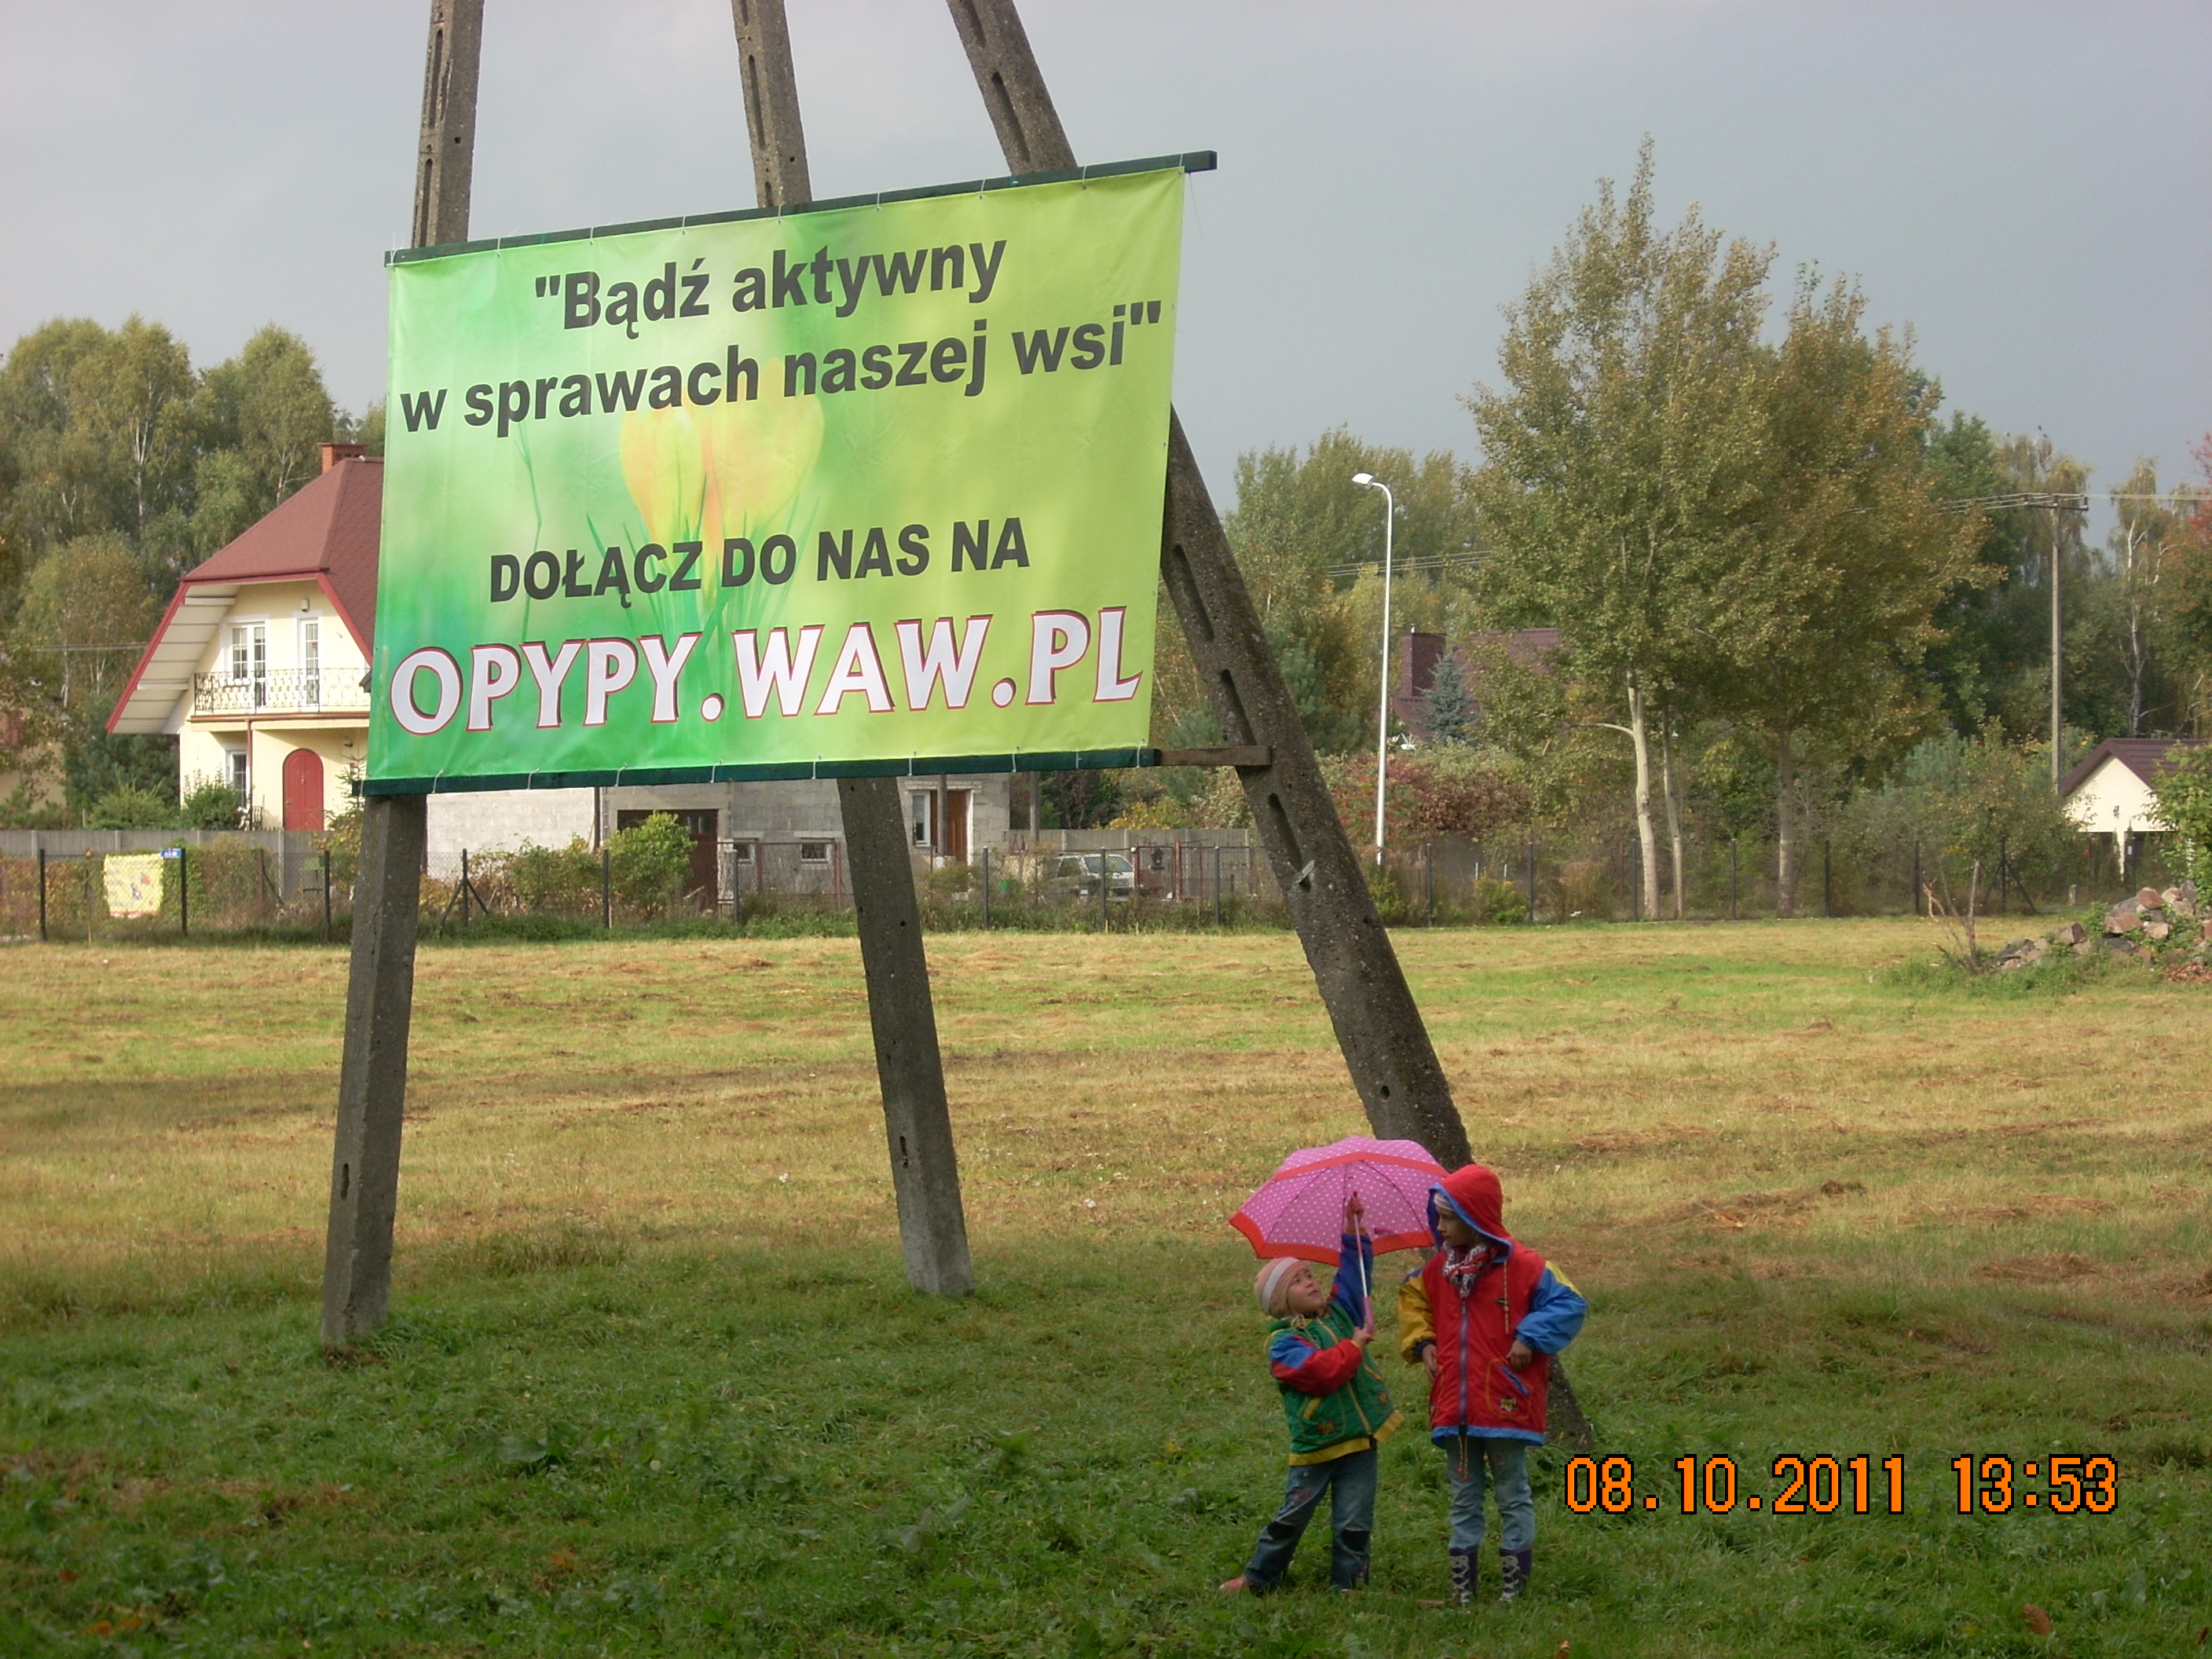 "Bądź aktywny
w sprawach naszej wsi"
DOŁĄCZ DO NAS NA
OPYPY.WAW.PL
08.10.2011 13:53